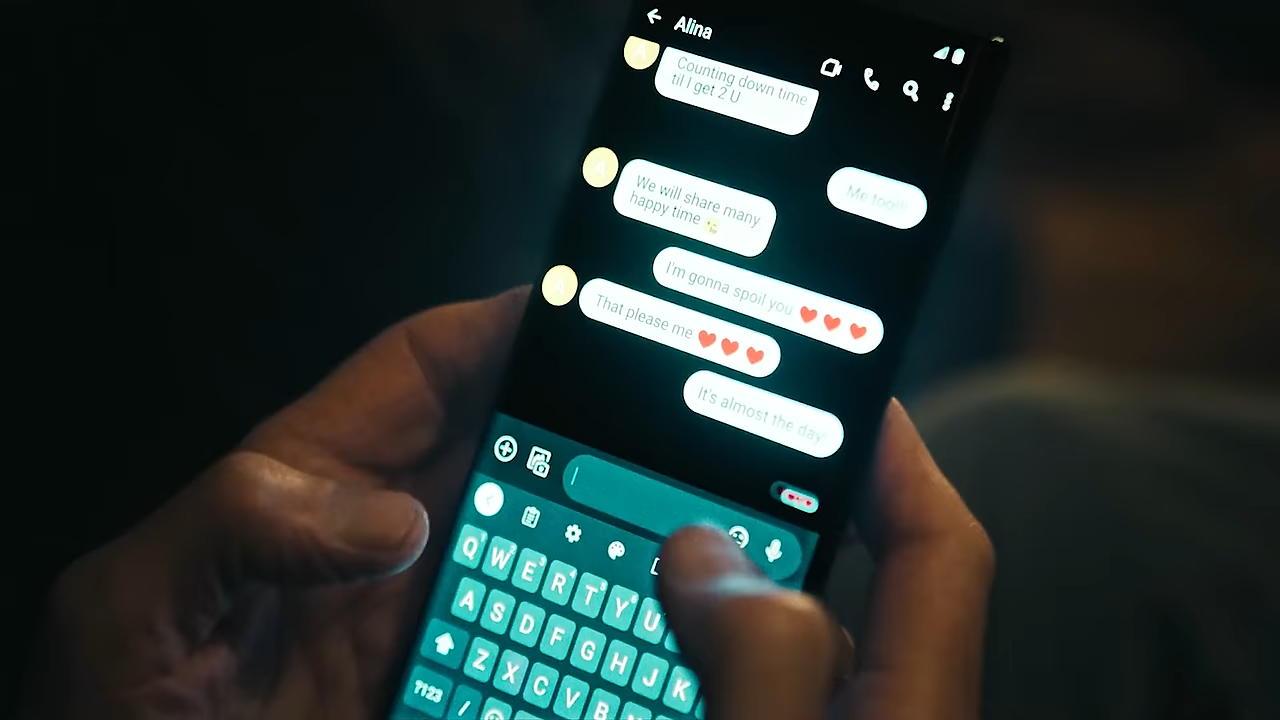 Alina
A
Counting down time
til I get 2 U
Me too!!
A
We will share many
happy time 😘
I'm gonna spoil you ❤️❤️❤️
A
That please me ❤️❤️❤️
It's almost the day
Q W E R T Y U
A S D F G H J K
Z X C V B
?123 /